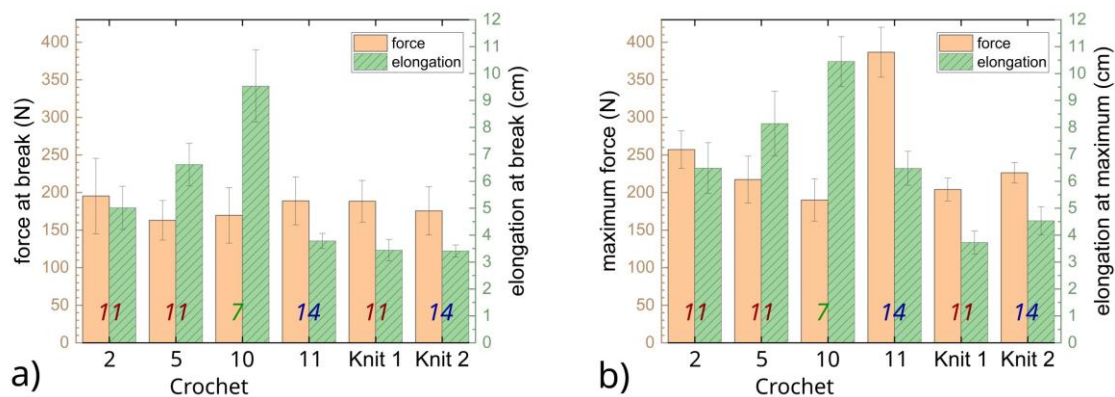 force at break (N)
400
350
300
250
200
150
100
50
0
force
elongation
12
11
10
9
8
7
6
5
4
3
2
1
0
elongation at break (cm)
11 11 7 14 11 14
2 5 10 11 Knit 1 Knit 2
Crochet
a)
maximum force (N)
400
350
300
250
200
150
100
50
0
force
elongation
12
11
10
9
8
7
6
5
4
3
2
1
0
elongation at maximum (cm)
11 11 7 14 11 14
2 5 10 11 Knit 1 Knit 2
Crochet
b)